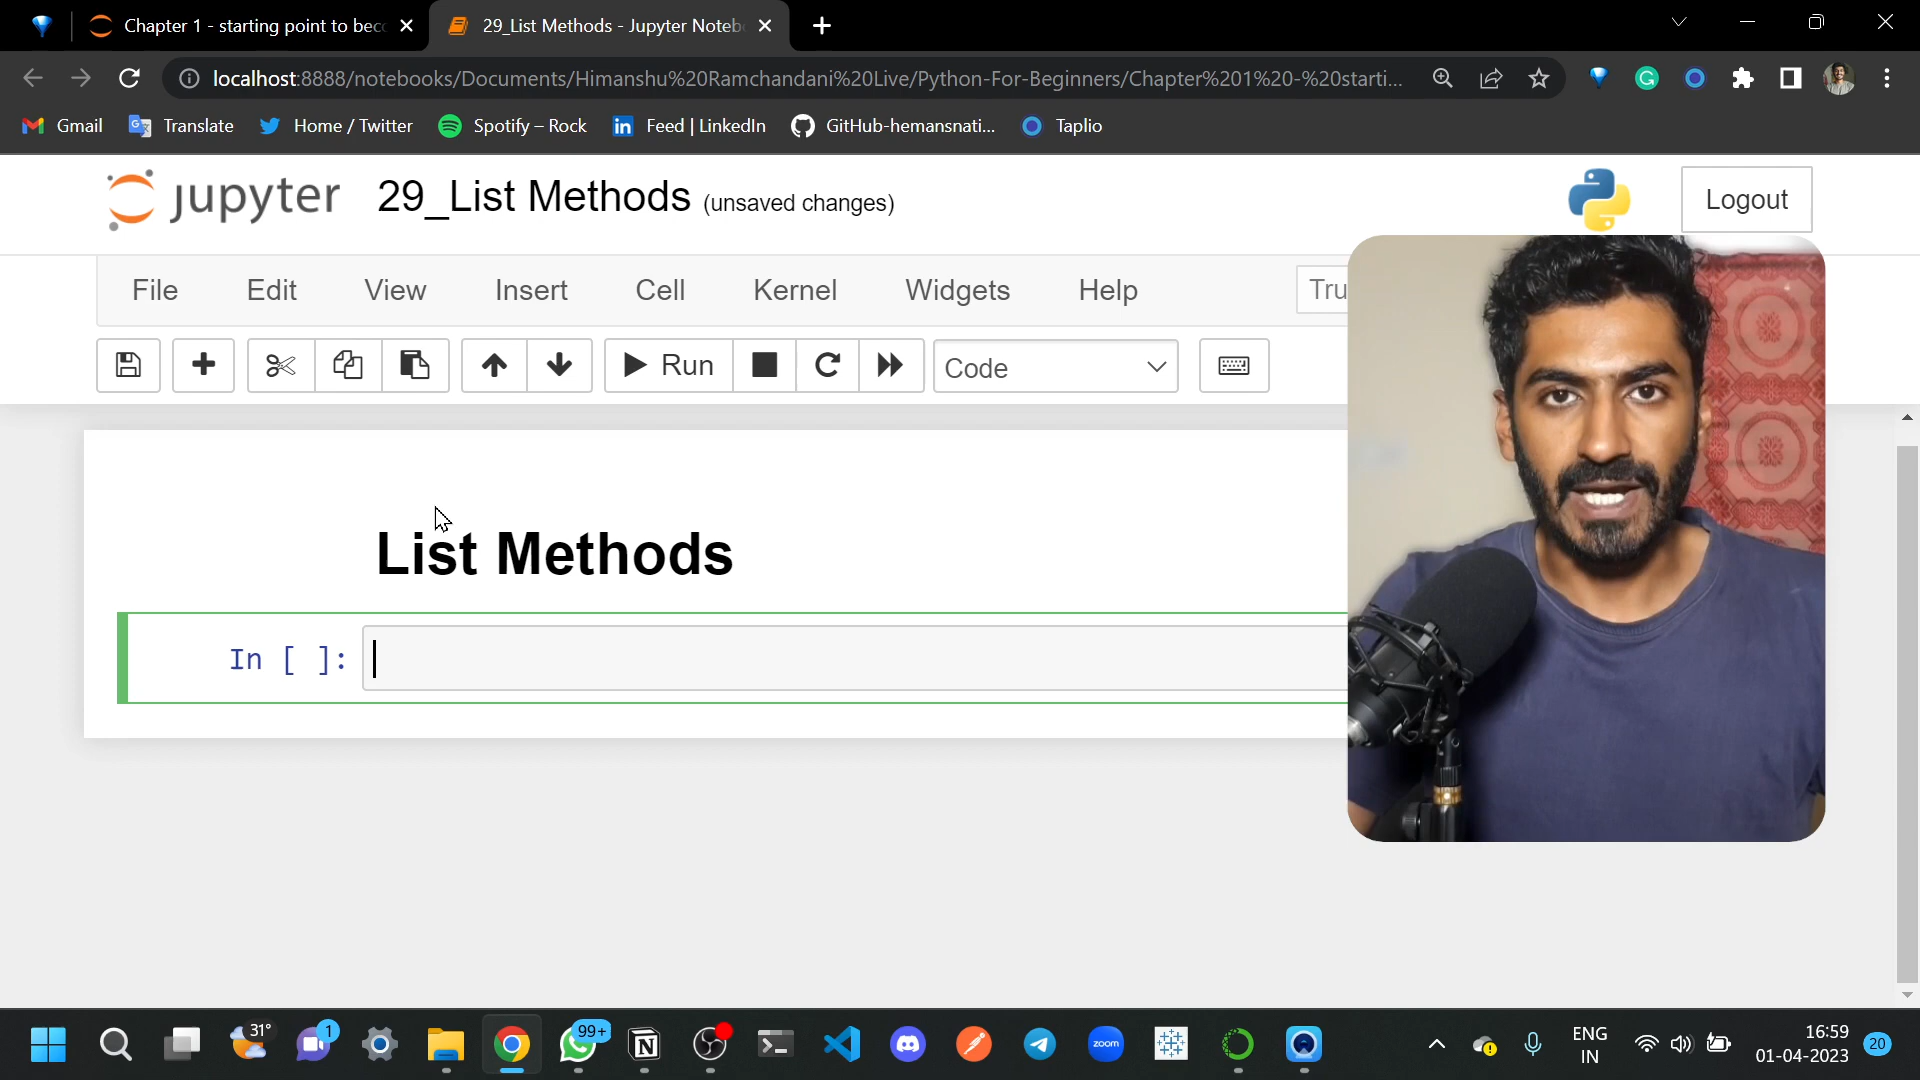 Chapter 1 - starting point to bec
29_List Methods - Jupyter Noteb
localhost:8888/notebooks/Documents/Himanshu%20Ramchandani%20Live/Python-For-Beginners/Chapter%201%20-%20starti...
Gmail
Translate
Home / Twitter
Spotify – Rock
Feed | LinkedIn
GitHub-hemansnati...
Taplio
jupyter
29_List Methods (unsaved changes)
Logout
File
Edit
View
Insert
Cell
Kernel
Widgets
Help
Tru
Run
Code
List Methods
In [ ]:
31°
1
99+
zoom
ENG
IN
16:59
01-04-2023
20